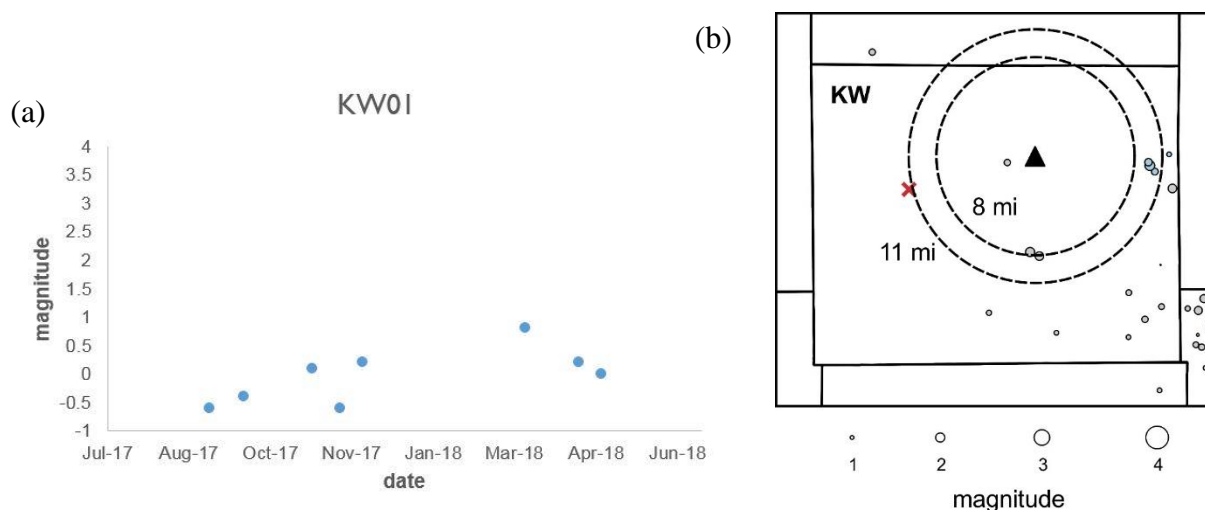 (a)
KW01
magnitude
4
3.5
3
2.5
2
1.5
1
0.5
0
-0.5
-1
Jul-17 Aug-17 Oct-17 Nov-17 Jan-18 Mar-18 Apr-18 Jun-18
date
(b)
KW
8 mi
11 mi
1 2 3 4
magnitude